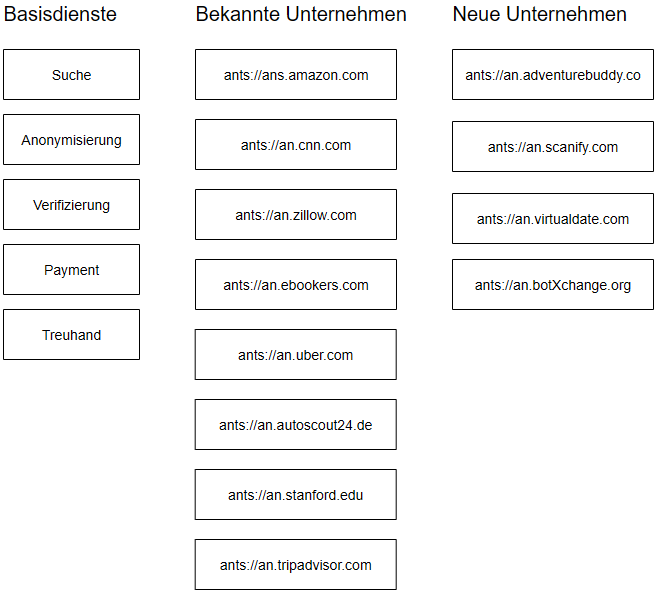 Basisdienste
Suche
Anonymisierung
Verifizierung
Payment
Treuhand
Bekannte Unternehmen
ants://ans.amazon.com
ants://an.cnn.com
ants://an.zillow.com
ants://an.ebookers.com
ants://an.uber.com
ants://an.autoscout24.de
ants://an.stanford.edu
ants://an.tripadvisor.com
Neue Unternehmen
ants://an.adventurebuddy.co
ants://an.scanify.com
ants://an.virtualdate.com
ants://an.botXchange.org